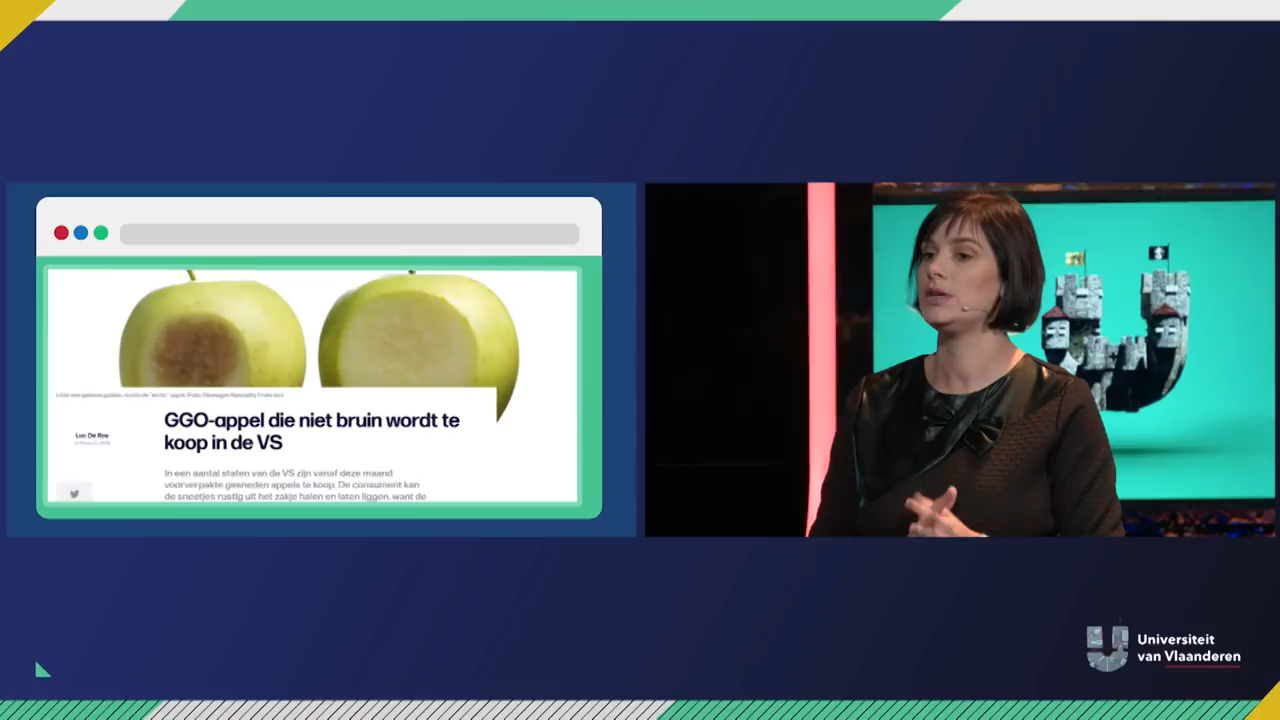 GGO-appel die niet bruin wordt te
koop in de VS
Luc De Roy
In een aantal staten van de VS zijn vanaf deze maand
voorverpakte gesneden appels te koop. De consument kan
de sneetjes rustig uit het zakje halen en laten liggen, want de
Universiteit
van Vlaanderen